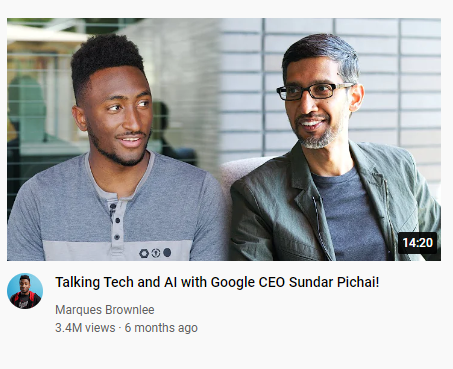 14:20
Talking Tech and AI with Google CEO Sundar Pichai!
Marques Brownlee
3.4M views · 6 months ago